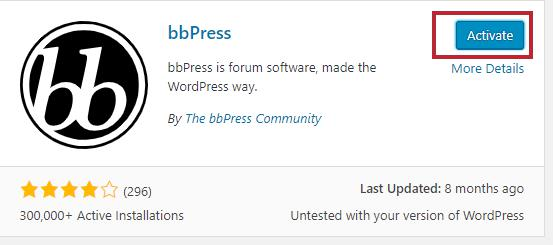 bb
bbPress
Activate
bbPress is forum software, made the
WordPress way.
More Details
By The bbPress Community
(296)
Last Updated: 8 months ago
300,000+ Active Installations
Untested with your version of WordPress